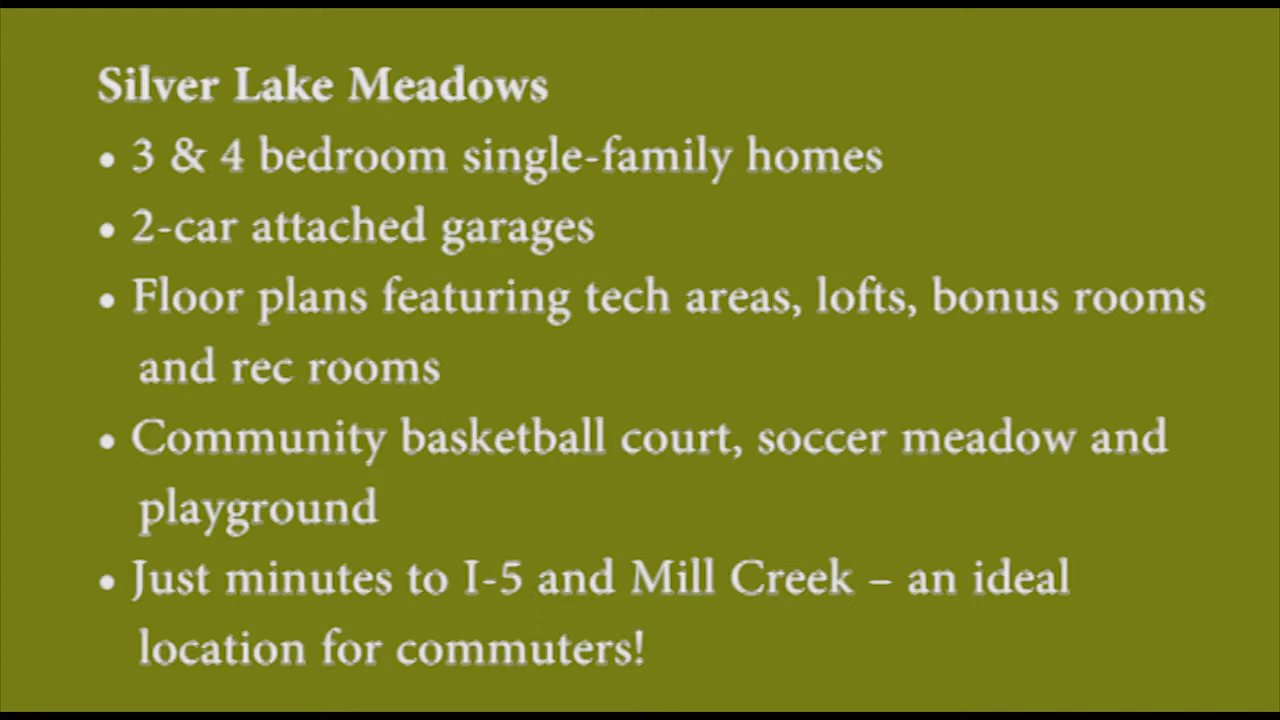 Silver Lake Meadows
• 3 & 4 bedroom single-family homes
• 2-car attached garages
• Floor plans featuring tech areas, lofts, bonus rooms
and rec rooms
• Community basketball court, soccer meadow and
playground
• Just minutes to I-5 and Mill Creek – an ideal
location for commuters!